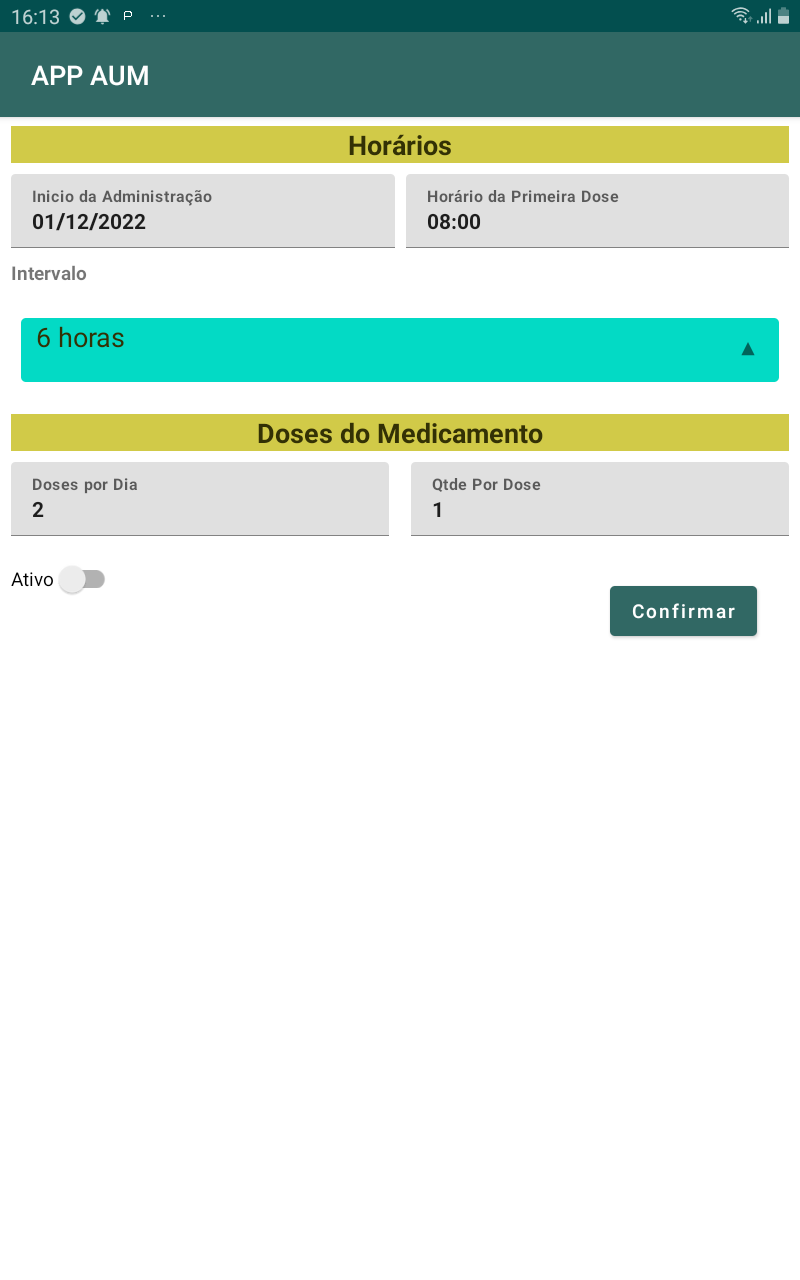 16:13
APP AUM
Horários
Inicio da Administração
01/12/2022
Horário da Primeira Dose
08:00
Intervalo
6 horas
Doses do Medicamento
Doses por Dia
2
Qtde Por Dose
1
Ativo
Confirmar